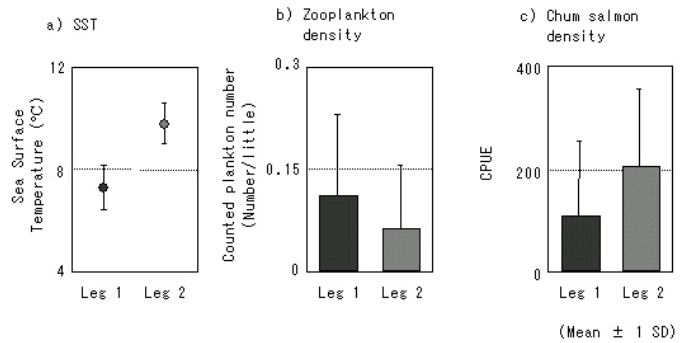 a) SST
12
8
4
Sea Surface
Temperature (°C)
Leg 1 Leg 2
b) Zooplankton
density
0.3
0.15
0
Counted plankton number
(Number/little)
Leg 1 Leg 2
c) Chum salmon
density
400
200
0
CPUE
Leg 1 Leg 2
(Mean ± 1 SD)